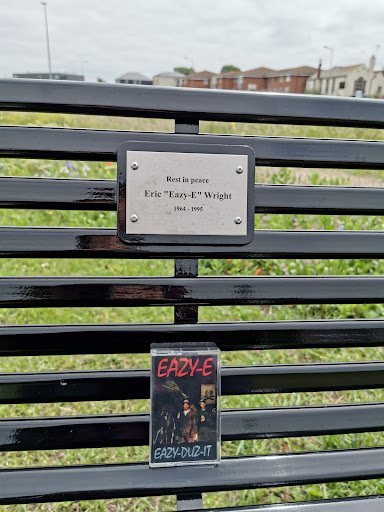 Rest in peace
Eric "Eazy-E" Wright
1964 - 1995
EAZY-E
EAZY-DUZ-IT